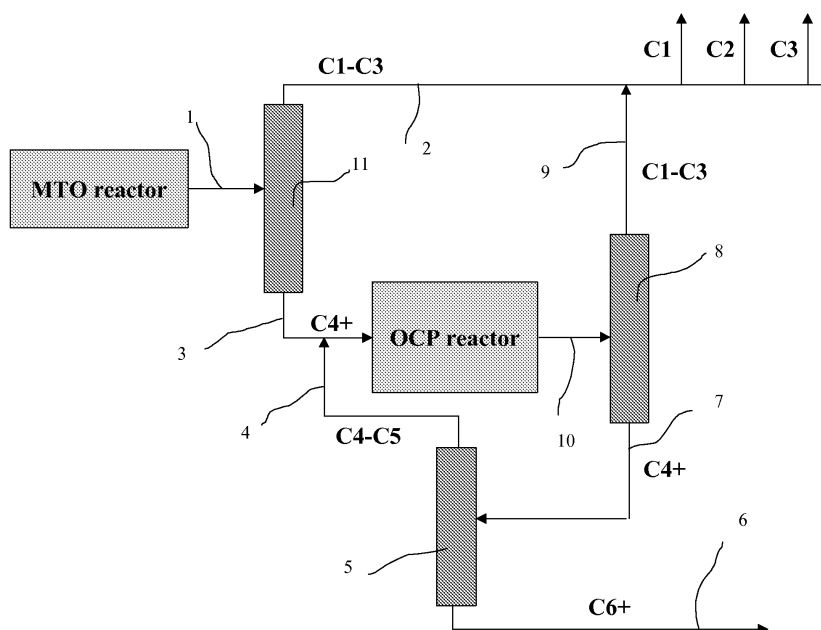 C1
C2
C3
C1-C3
1
2
9
MTO reactor
11
C1-C3
8
3
C4+
OCP reactor
4
C4-C5
10
7
C4+
5
6
C6+